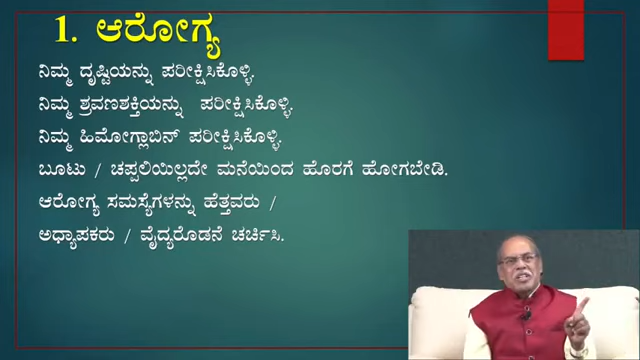 1. ಆರೋಗ್ಯ
ನಿಮ್ಮ ದೃಷ್ಟಿಯನ್ನು ಪರೀಕ್ಷಿಸಿಕೊಳ್ಳಿ.
ನಿಮ್ಮ ಶ್ರವಣಶಕ್ತಿಯನ್ನು ಪರೀಕ್ಷಿಸಿಕೊಳ್ಳಿ.
ನಿಮ್ಮ ಹಿಮೋಗ್ಲಾಬಿನ್ ಪರೀಕ್ಷಿಸಿಕೊಳ್ಳಿ.
ಬೂಟು / ಚಪ್ಪಲಿಯಿಲ್ಲದೇ ಮನೆಯಿಂದ ಹೊರಗೆ ಹೋಗಬೇಡಿ.
ಆರೋಗ್ಯ ಸಮಸ್ಯೆಗಳನ್ನು ಹೆತ್ತವರು /
ಅಧ್ಯಾಪಕರು / ವೈದ್ಯರೊಡನೆ ಚರ್ಚಿಸಿ.